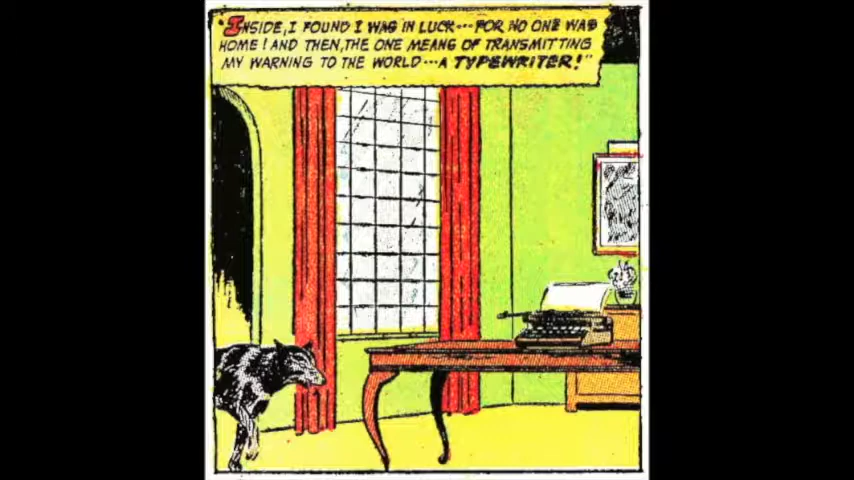 "INSIDE, I FOUND I WAS IN LUCK---FOR NO ONE WAS
HOME! AND THEN, THE ONE MEANS OF TRANSMITTING
MY WARNING TO THE WORLD---A TYPEWRITER!"